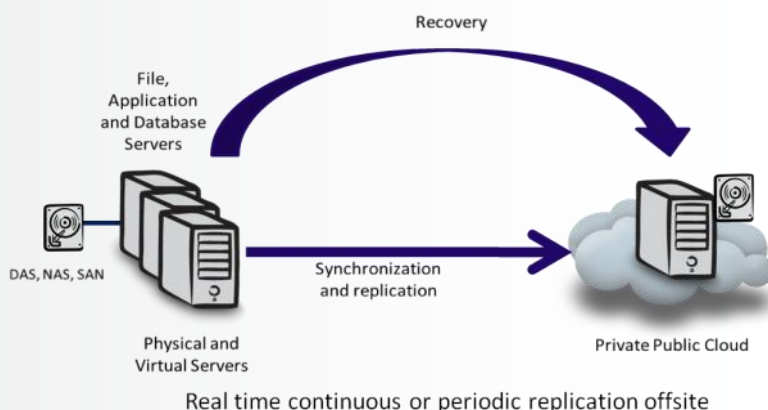 Recovery
File,
Application
and Database
Servers
DAS, NAS, SAN
Synchronization
and replication
Physical and
Virtual Servers
Private Public Cloud
Real time continuous or periodic replication offsite